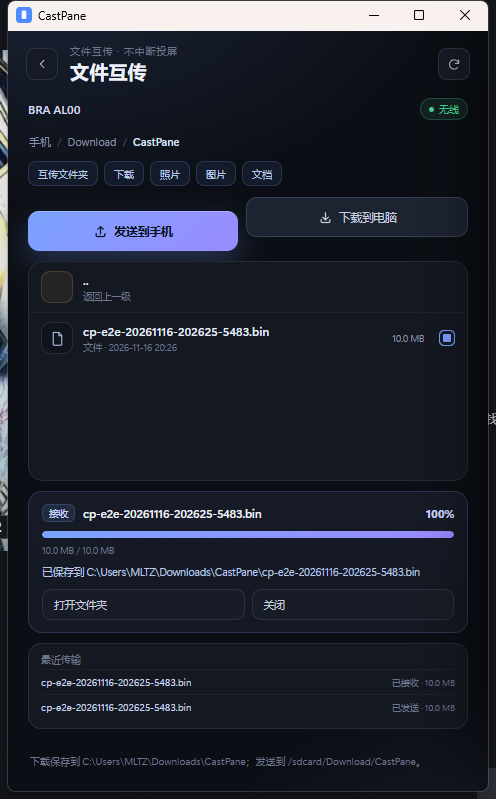 CastPane
文件互传 · 不中断投屏
文件互传
BRA AL00
无线
手机 / Download / CastPane
互传文件夹 下载 照片 图片 文档
发送到手机 下载到电脑
..
返回上一级
cp-e2e-20261116-202625-5483.bin
文件 · 2026-11-16 20:26
10.0 MB
接收 cp-e2e-20261116-202625-5483.bin 100%
10.0 MB / 10.0 MB
已保存到 C:\Users\MLTZ\Downloads\CastPane\cp-e2e-20261116-202625-5483.bin
打开文件夹 关闭
最近传输
cp-e2e-20261116-202625-5483.bin 已接收 · 10.0 MB
cp-e2e-20261116-202625-5483.bin 已发送 · 10.0 MB
下载保存到 C:\Users\MLTZ\Downloads\CastPane；发送到 /sdcard/Download/CastPane。